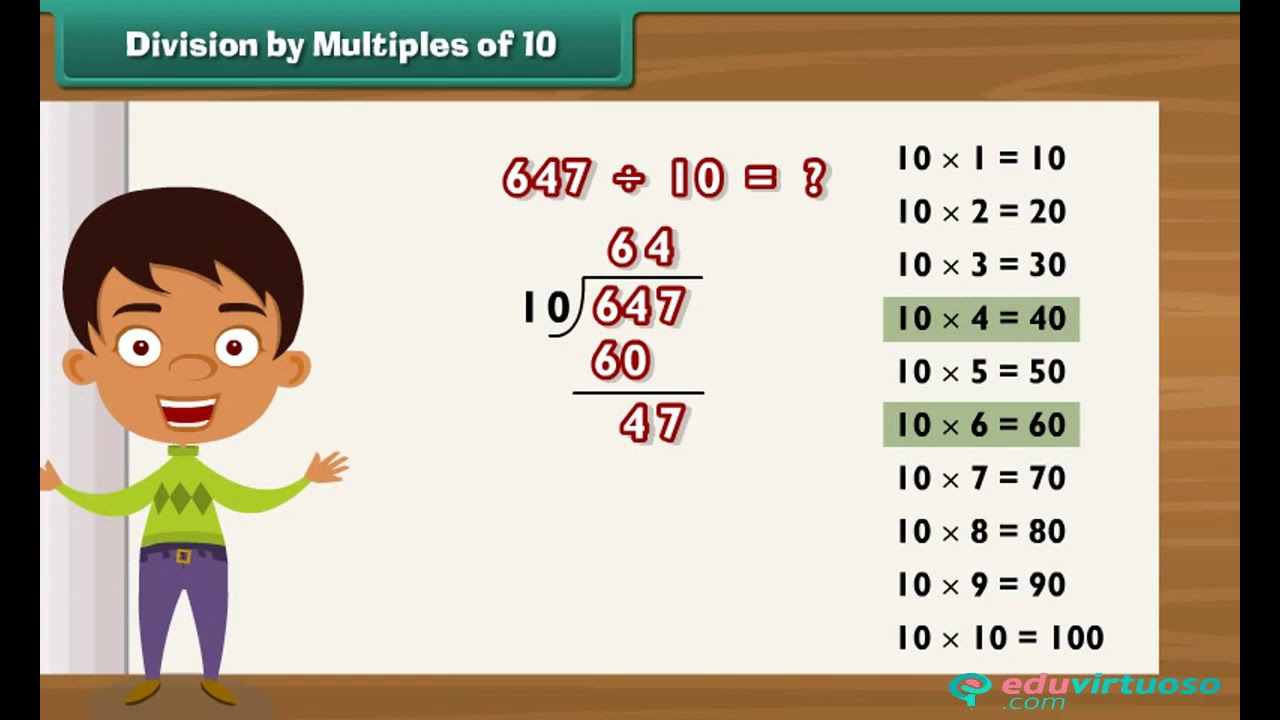 Division by Multiples of 10
647 ÷ 10 = ?
64
10 647
60
47
10 × 1 = 10
10 × 2 = 20
10 × 3 = 30
10 × 4 = 40
10 × 5 = 50
10 × 6 = 60
10 × 7 = 70
10 × 8 = 80
10 × 9 = 90
10 × 10 = 100
eduvirtuoso
.com